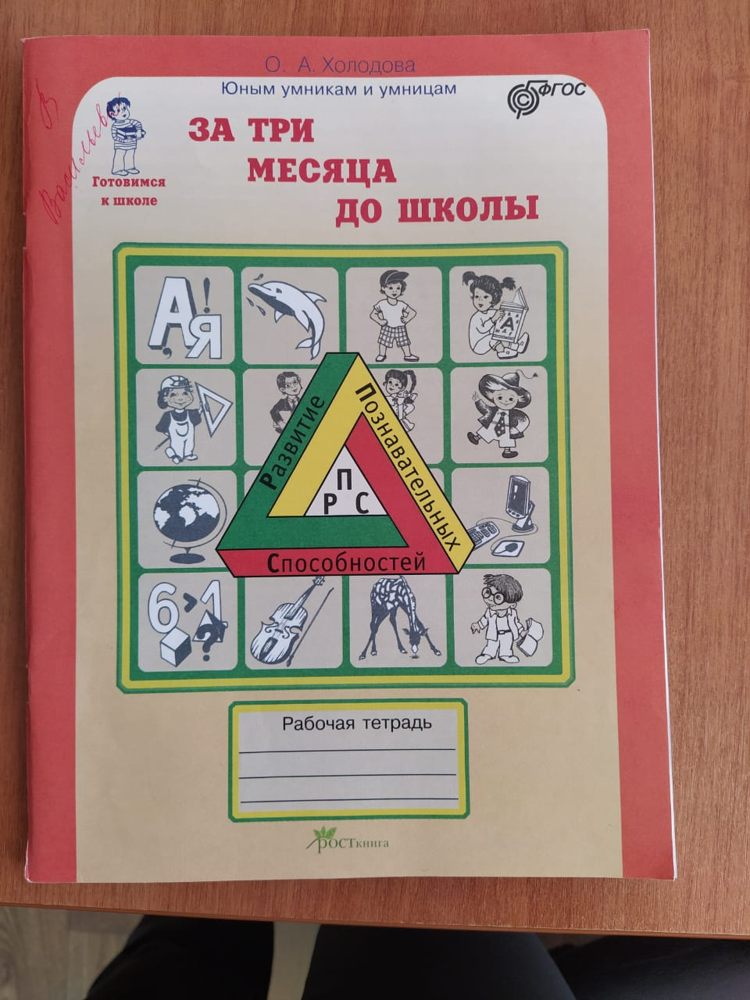 О. А. Холодова
Юным умникам и умницам
ФГОС
ЗА ТРИ
МЕСЯЦА
ДО ШКОЛЫ
Васильев
В
Готовимся
к школе
А!
,Я
А
Развитие
Познавательных
Способностей
П
Р С
6>1
?
Рабочая тетрадь
РОСТкнига